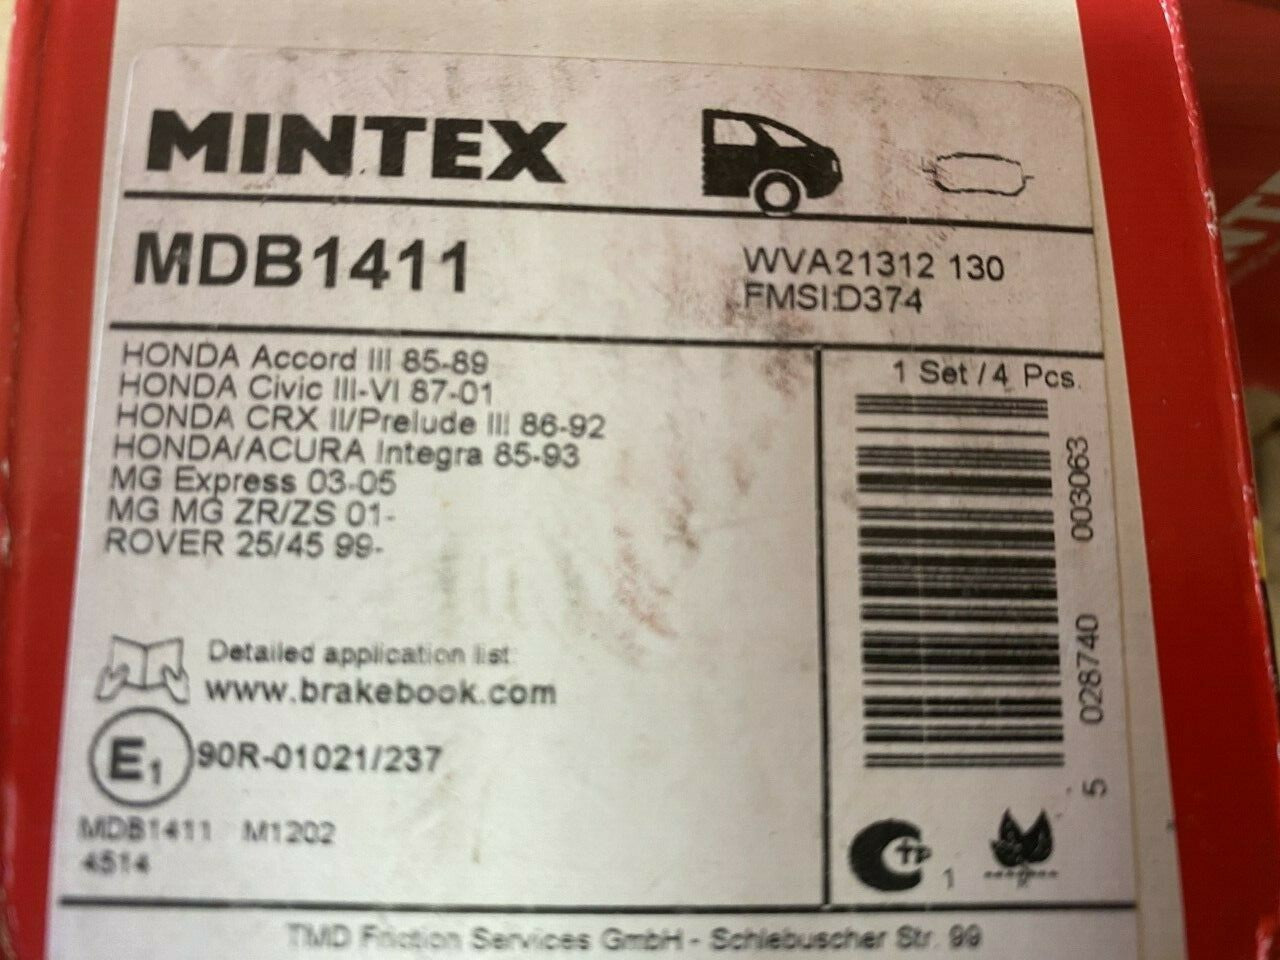 MINTEX
MDB1411
WVA21312 130
FMSI:D374
HONDA Accord III 85-89
HONDA Civic III-VI 87-01
HONDA CRX II/Prelude III 86-92
HONDA/ACURA Integra 85-93
MG Express 03-05
MG MG ZR/ZS 01-
ROVER 25/45 99-
1 Set / 4 Pcs.
5 028740 003063
Detailed application list:
www.brakebook.com
E1 90R-01021/237
MDB1411 M1202
4514
1
TMD Friction Services GmbH - Schlebuscher Str. 99